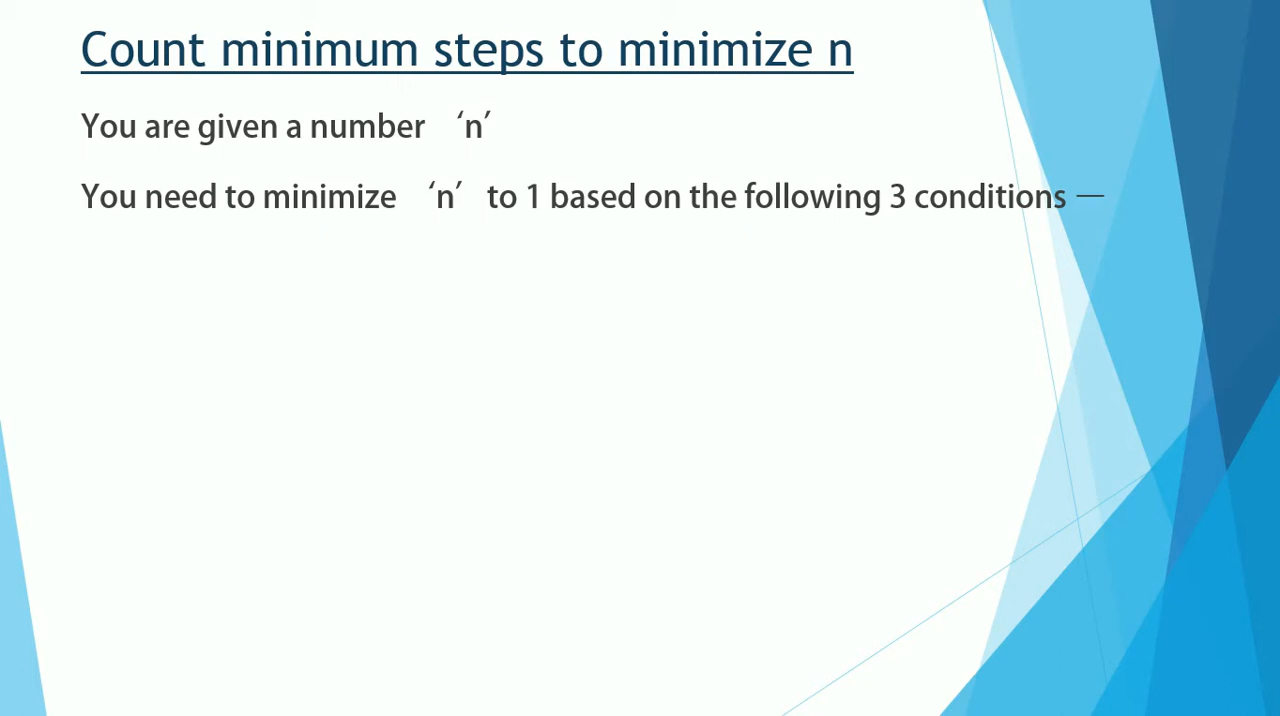 Count minimum steps to minimize n
You are given a number ‘n’
You need to minimize ‘n’ to 1 based on the following 3 conditions —